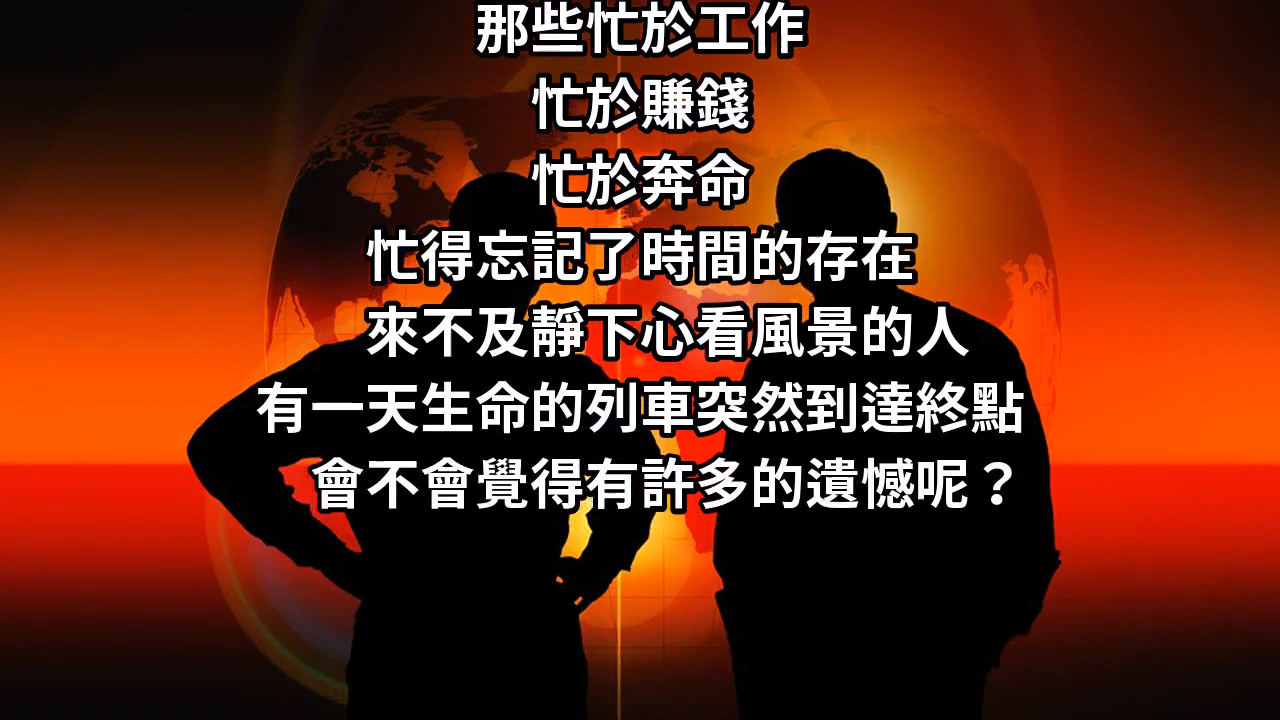 那些忙於工作
忙於賺錢
忙於奔命
忙得忘記了時間的存在
來不及靜下心看風景的人
有一天生命的列車突然到達終點
會不會覺得有許多的遺憾呢？